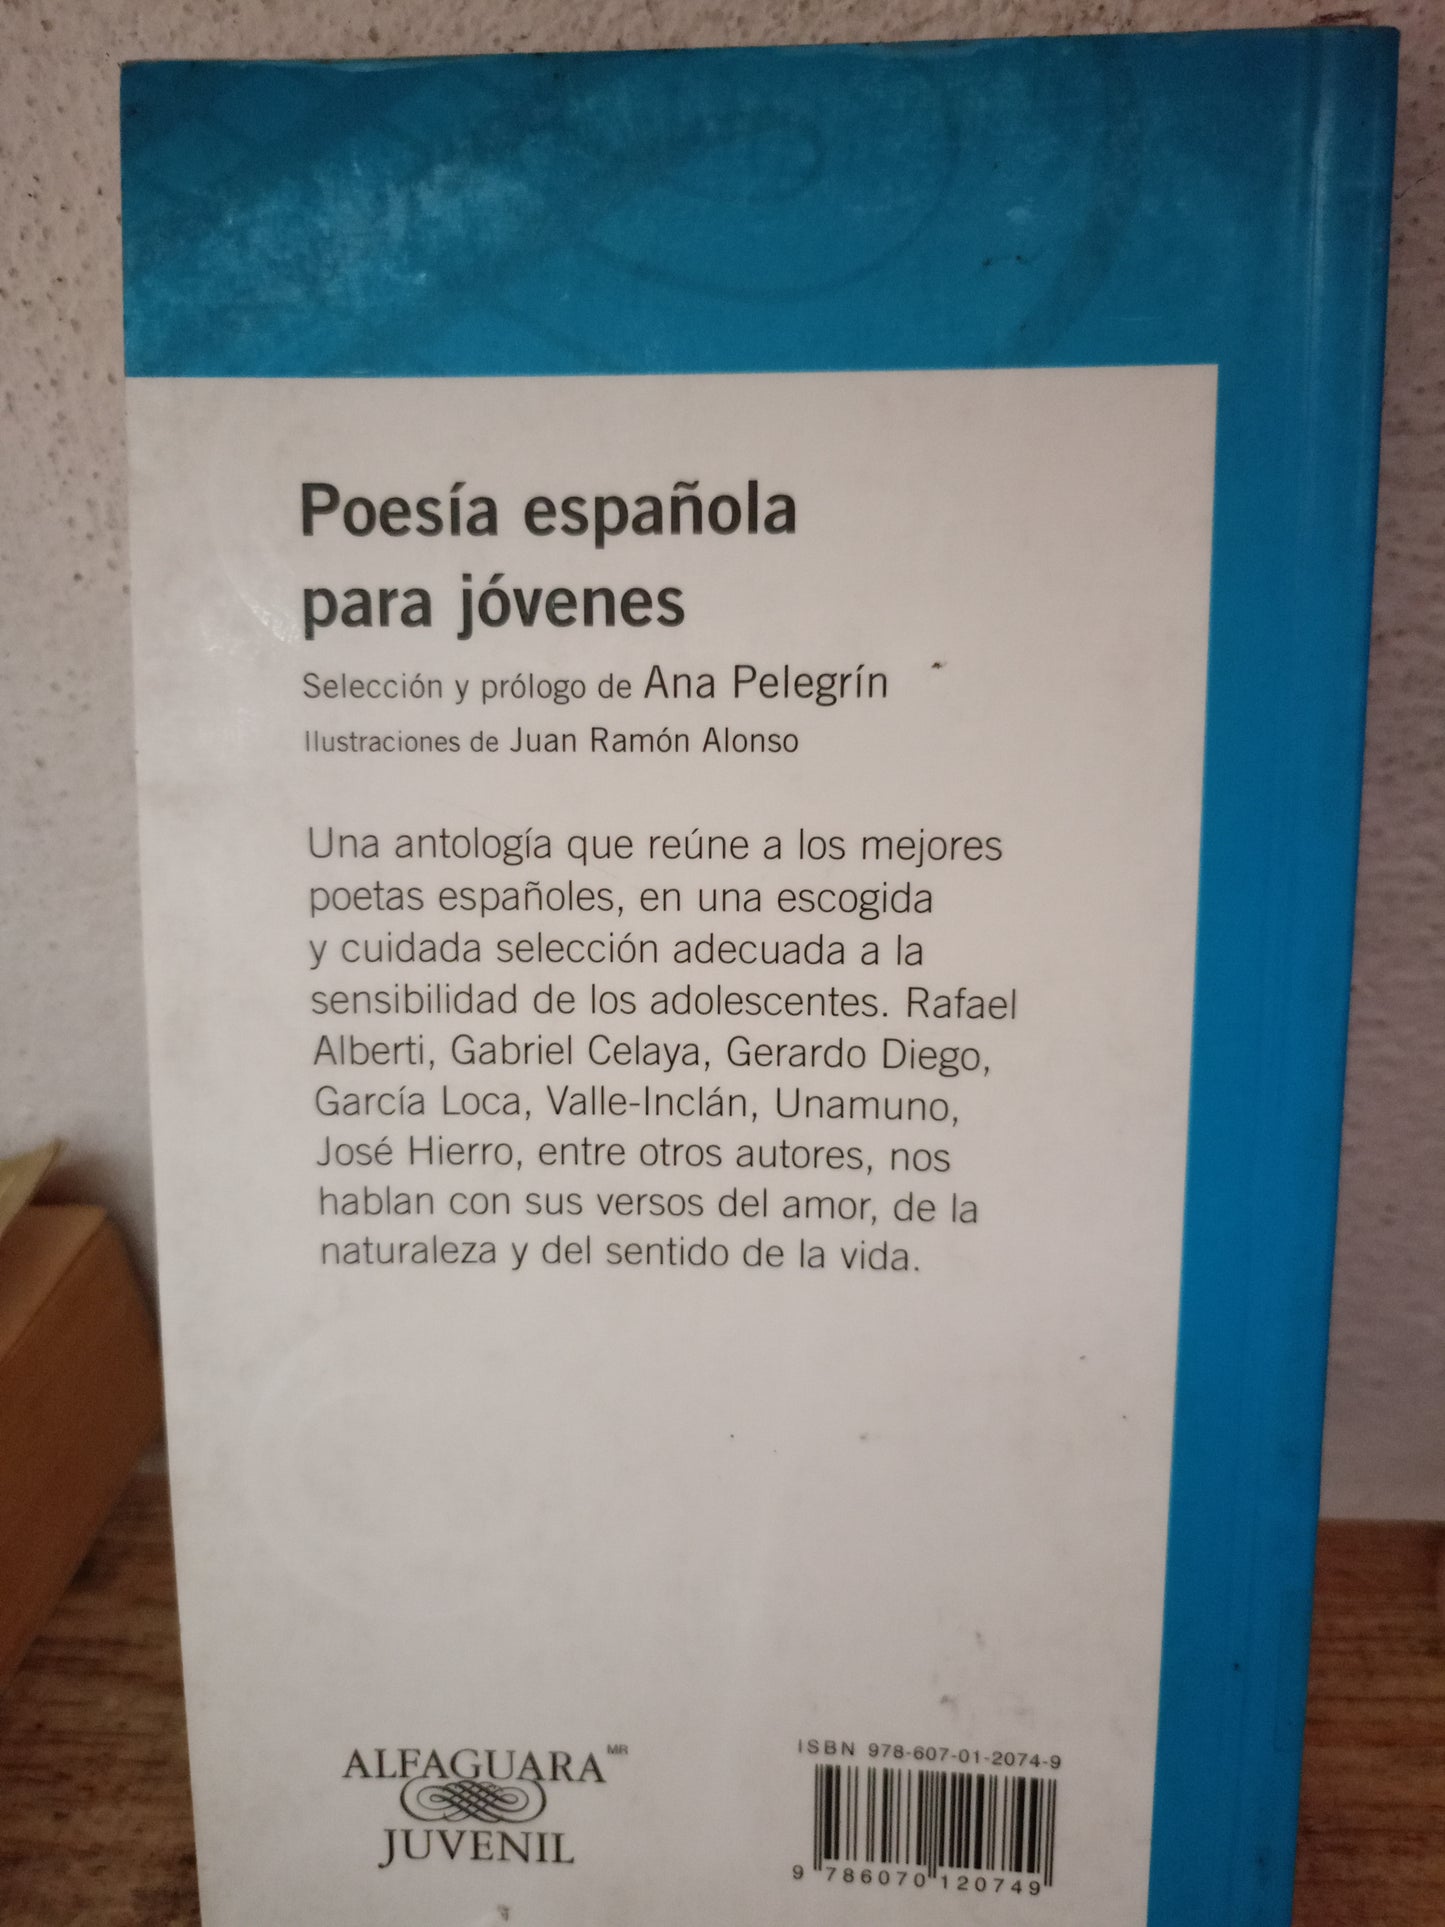 Poesía española
para jóvenes
Selección y prólogo de Ana Pelegrín
Ilustraciones de Juan Ramón Alonso
Una antología que reúne a los mejores
poetas españoles, en una escogida
y cuidada selección adecuada a la
sensibilidad de los adolescentes. Rafael
Alberti, Gabriel Celaya, Gerardo Diego,
García Loca, Valle-Inclán, Unamuno,
José Hierro, entre otros autores, nos
hablan con sus versos del amor, de la
naturaleza y del sentido de la vida.
ALFAGUARA MR
JUVENIL
ISBN 978-607-01-2074-9
9 786070 120749